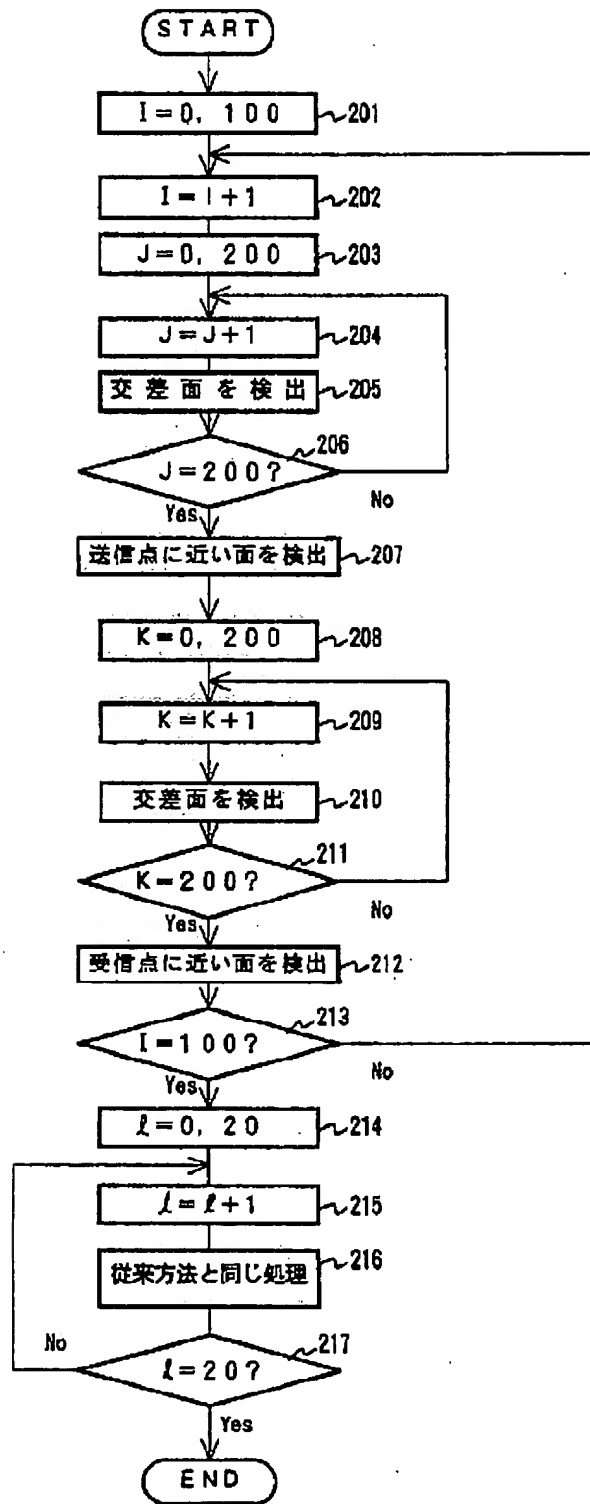 START
I=0, 100 201
I=I+1 202
J=0, 200 203
J=J+1 204
交差面を検出 205
206
J=200?
No
Yes
送信点に近い面を検出 207
K=0, 200 208
K=K+1 209
交差面を検出 210
211
K=200?
No
Yes
受信点に近い面を検出 212
213
I=100?
No
Yes
ℓ=0, 20 214
ℓ=ℓ+1 215
従来方法と同じ処理 216
No
217
ℓ=20?
Yes
END